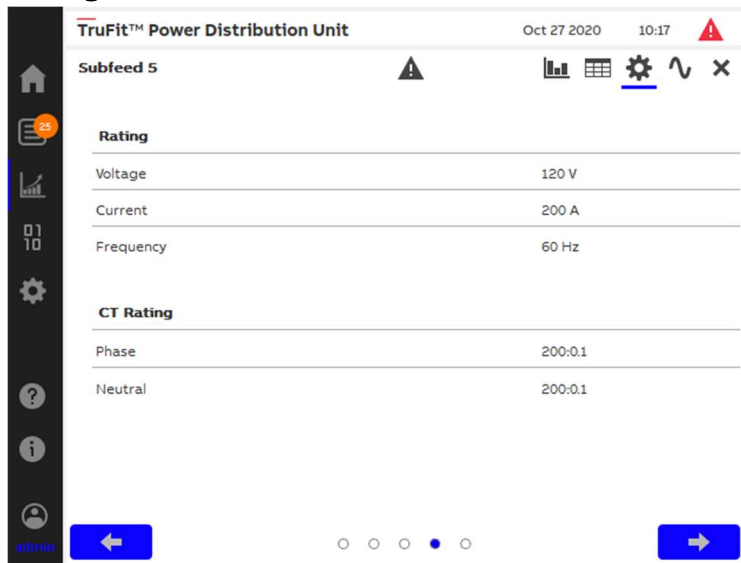 TruFit™ Power Distribution Unit
Oct 27 2020 10:17
Subfeed 5
25
Rating
Voltage 120 V
Current 200 A
Frequency 60 Hz
CT Rating
Phase 200:0.1
Neutral 200:0.1
admin